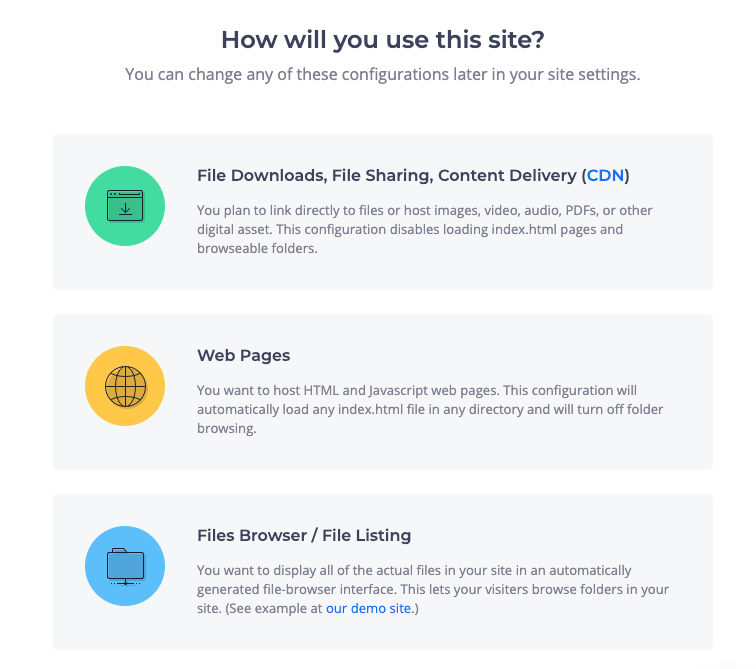 How will you use this site?
You can change any of these configurations later in your site settings.
File Downloads, File Sharing, Content Delivery (CDN)
You plan to link directly to files or host images, video, audio, PDFs, or other
digital asset. This configuration disables loading index.html pages and
browseable folders.
Web Pages
You want to host HTML and Javascript web pages. This configuration will
automatically load any index.html file in any directory and will turn off folder
browsing.
Files Browser / File Listing
You want to display all of the actual files in your site in an automatically
generated file-browser interface. This lets your visiters browse folders in your
site. (See example at our demo site.)